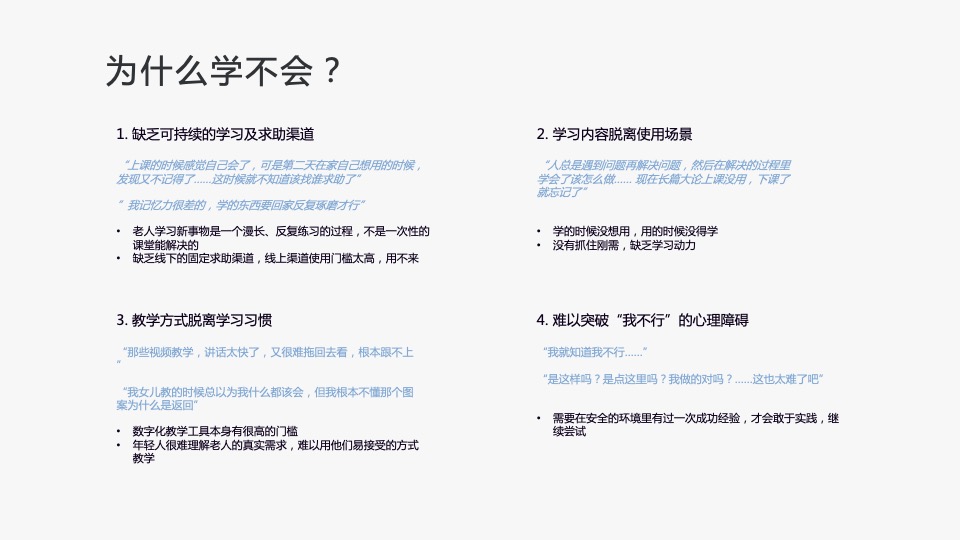 为什么学不会？
1. 缺乏可持续的学习及求助渠道
“上课的时候感觉自己会了，可是第二天在家自己想用的时候，
发现又不记得了……这时候就不知道该找谁求助了”
”我记忆力很差的，学的东西要回家反复琢磨才行”
• 老人学习新事物是一个漫长、反复练习的过程，不是一次性的
课堂能解决的
• 缺乏线下的固定求助渠道，线上渠道使用门槛太高，用不来
2. 学习内容脱离使用场景
“人总是遇到问题再解决问题，然后在解决的过程里
学会了该怎么做…… 现在长篇大论上课没用，下课了
就忘记了”
• 学的时候没想用，用的时候没得学
• 没有抓住刚需，缺乏学习动力
3. 教学方式脱离学习习惯
“那些视频教学，讲话太快了，又很难拖回去看，根本跟不上
”
“我女儿教的时候总以为我什么都该会，但我根本不懂那个图
案为什么是返回”
• 数字化教学工具本身有很高的门槛
• 年轻人很难理解老人的真实需求，难以用他们易接受的方式
教学
4. 难以突破“我不行”的心理障碍
“我就知道我不行……”
“是这样吗？是点这里吗？我做的对吗？……这也太难了吧”
• 需要在安全的环境里有过一次成功经验，才会敢于实践，继
续尝试